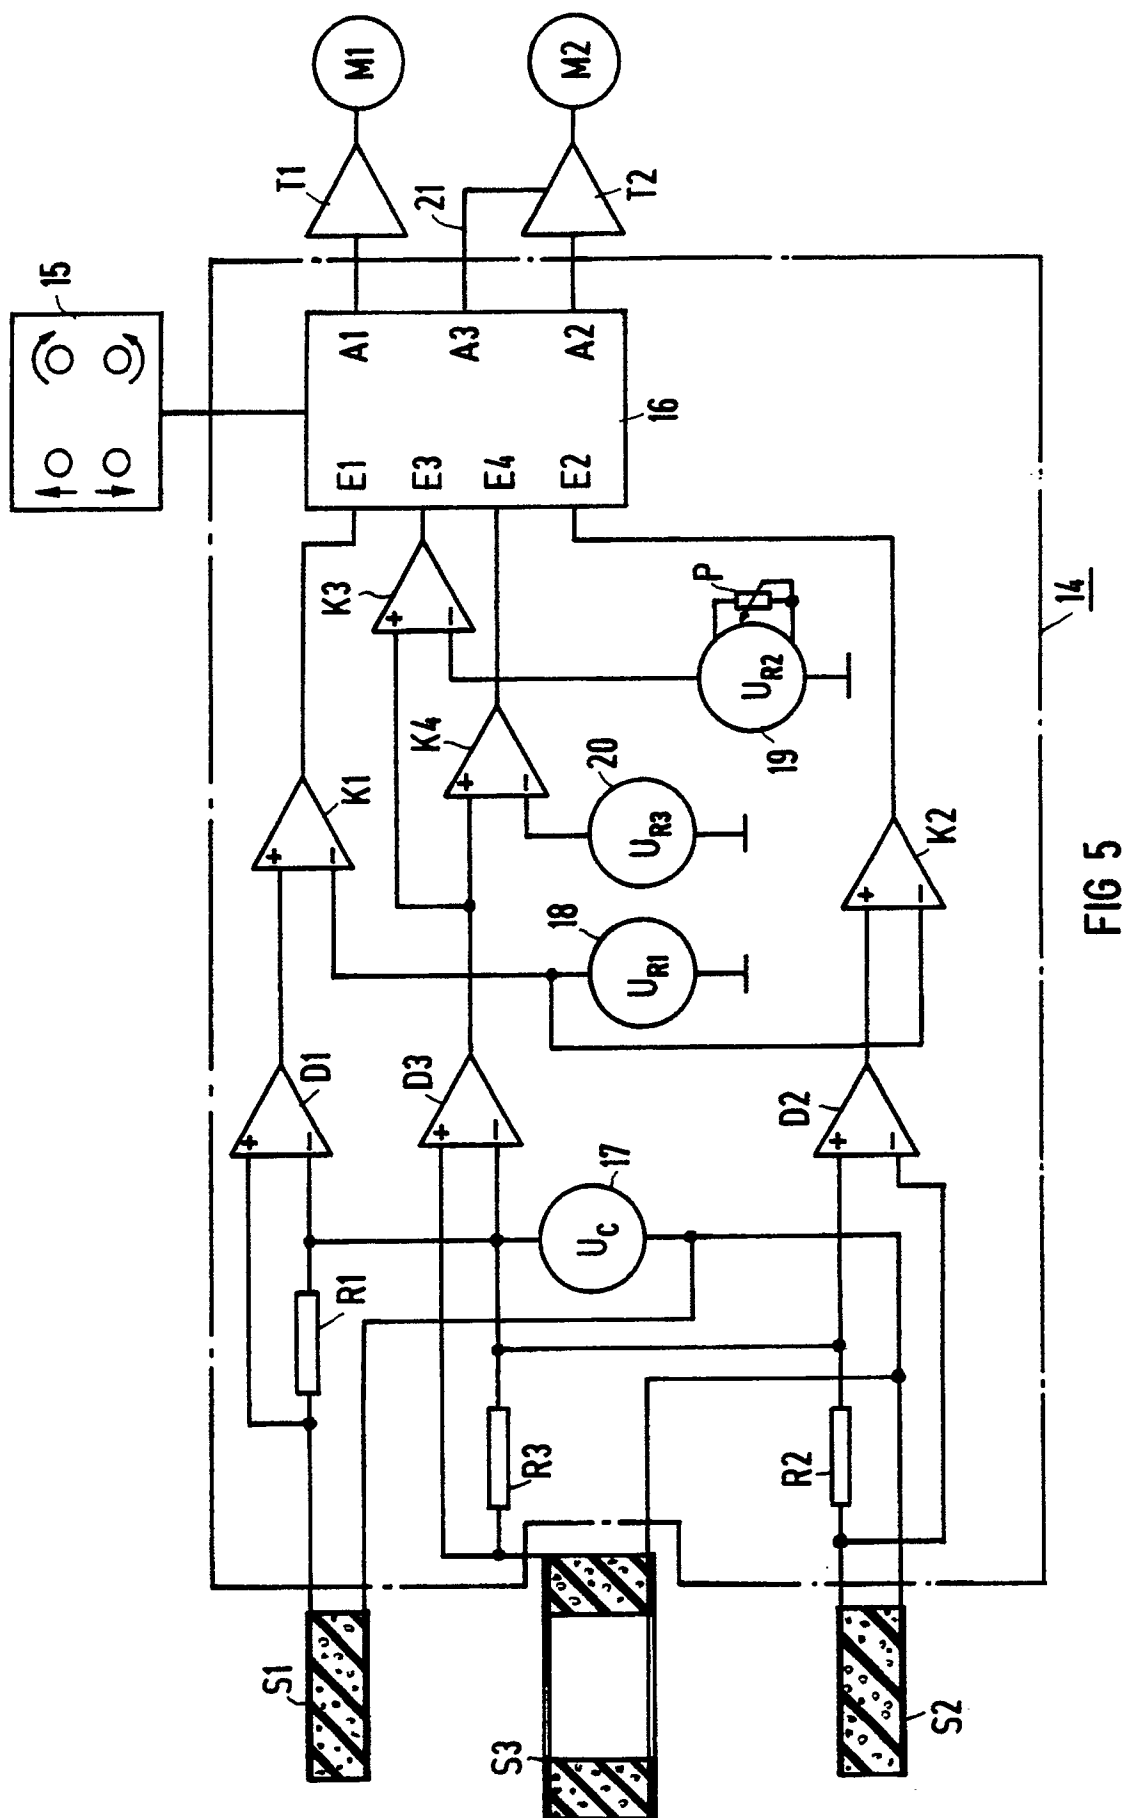 M1
M2
T1
T2
21
15
A1
A3
A2
E1
E3
E4
E2
16
K3
+
−
K4
+
−
K1
+
−
K2
+
−
P
U_R2
19
20
U_R3
18
U_R1
14
D1
+
−
D3
+
−
D2
+
−
17
U_C
R1
R3
R2
S1
S3
S2
FIG 5